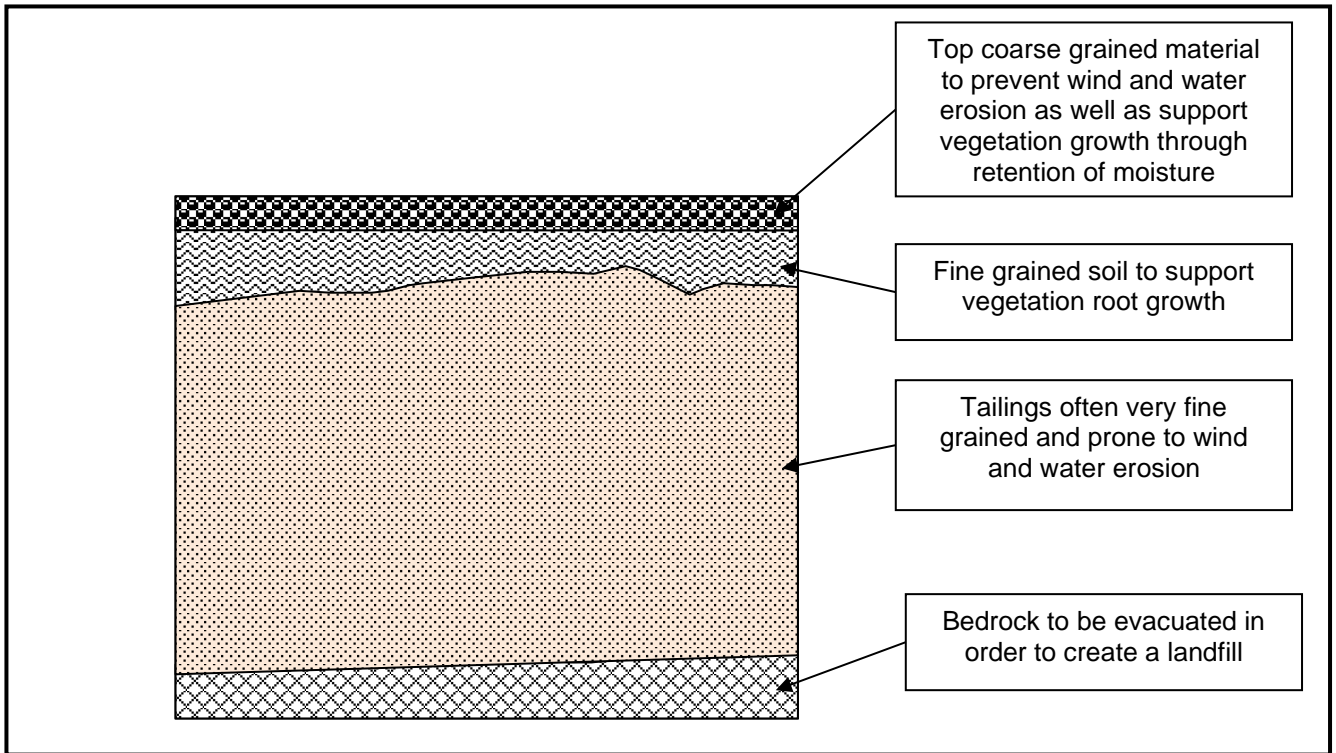 Top coarse grained material
to prevent wind and water
erosion as well as support
vegetation growth through
retention of moisture
Fine grained soil to support
vegetation root growth
Tailings often very fine
grained and prone to wind
and water erosion
Bedrock to be evacuated in
order to create a landfill